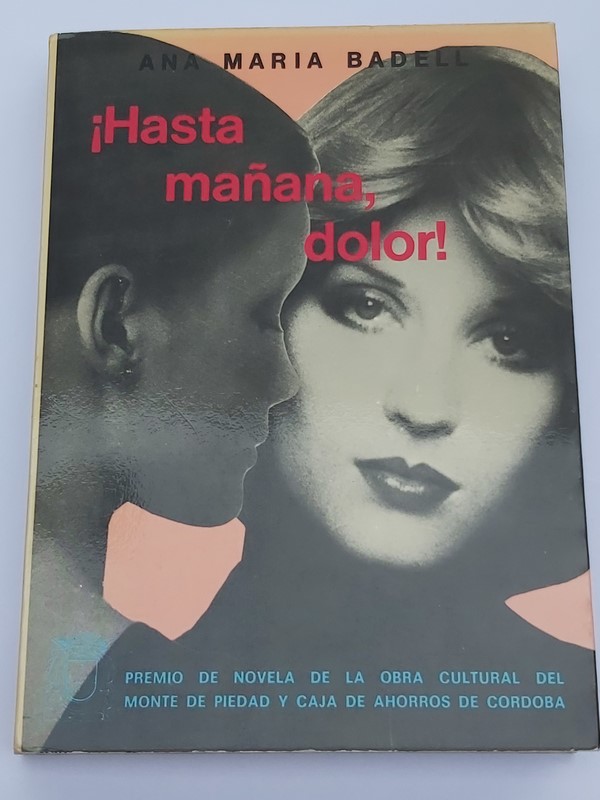 ANA MARIA BADELL
¡Hasta
mañana,
dolor!
PREMIO DE NOVELA DE LA OBRA CULTURAL DEL
MONTE DE PIEDAD Y CAJA DE AHORROS DE CORDOBA